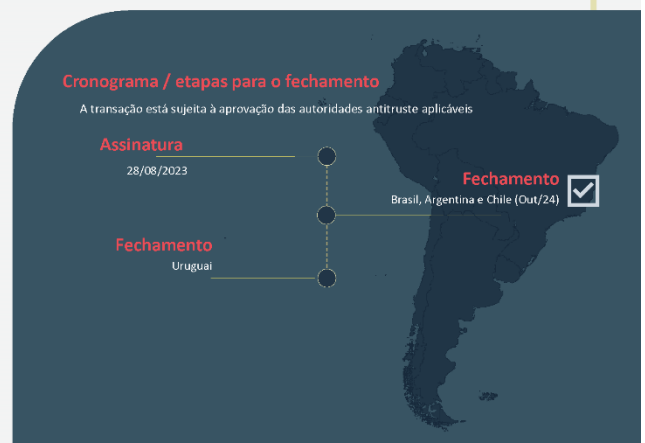 Cronograma / etapas para o fechamento
A transação está sujeita à aprovação das autoridades antitruste aplicáveis
Assinatura
28/08/2023
Fechamento
Brasil, Argentina e Chile (Out/24)
Fechamento
Uruguai